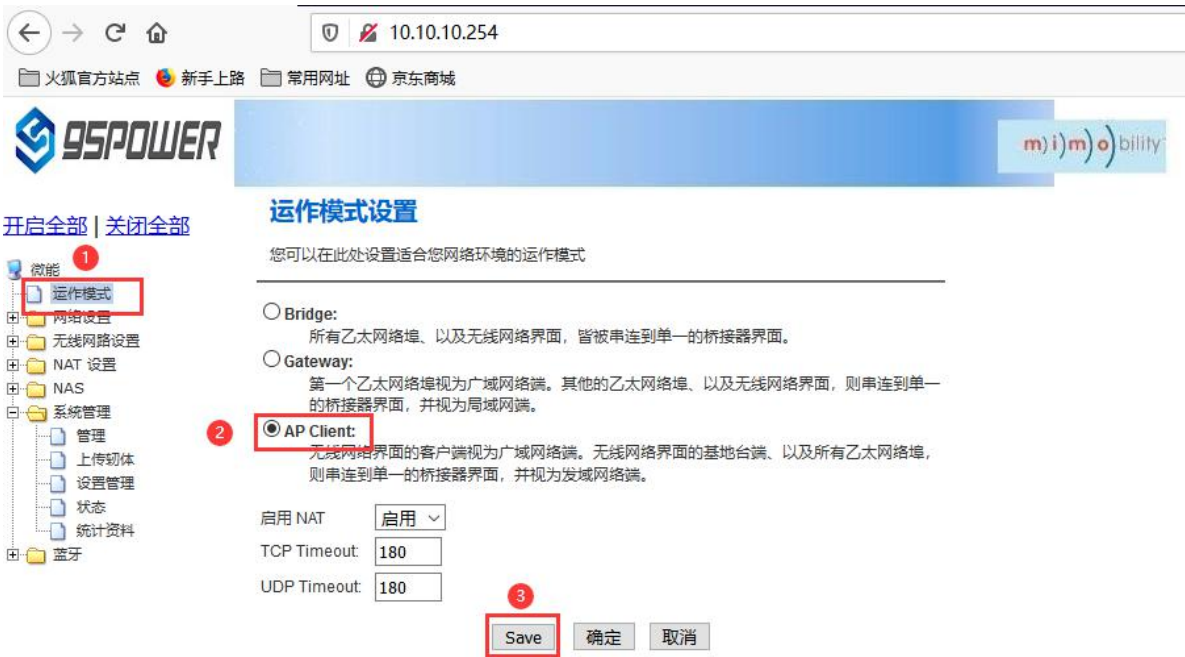 10.10.10.254
火狐官方站点 新手上路 常用网址 京东商城
95POWER
m)i)m)o)bility
开启全部 | 关闭全部
1
微能
运作模式
网络设置
无线网路设置
NAT 设置
NAS
系统管理
管理
上传韧体
设置管理
状态
统计资料
蓝牙
运作模式设置
您可以在此处设置适合您网络环境的运作模式
Bridge:
所有乙太网络埠、以及无线网络界面，皆被串连到单一的桥接器界面。
Gateway:
第一个乙太网络埠视为广域网络端。其他的乙太网络埠、以及无线网络界面，则串连到单一
的桥接器界面，并视为局域网端。
2
AP Client:
无线网络界面的客户端视为广域网络端。无线网络界面的基地台端、以及所有乙太网络埠，
则串连到单一的桥接器界面，并视为发域网络端。
启用 NAT 启用
TCP Timeout: 180
UDP Timeout: 180
3
Save 确定 取消